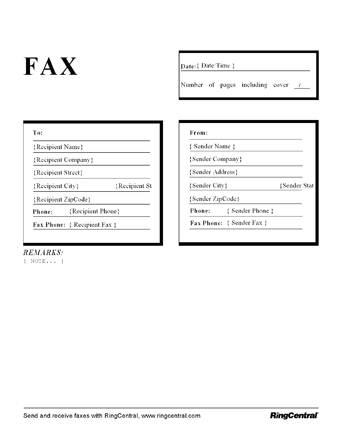 FAX
Date:{ Date/Time }
Number of pages including cover /
To:
{Recipient Name}
{Recipient Company}
{Recipient Street}
{Recipient City} {Recipient St
{Recipient ZipCode}
Phone: {Recipient Phone}
Fax Phone: { Recipient Fax }
From:
{ Sender Name }
{Sender Company}
{Sender Address}
{Sender City} {Sender Stat
{Sender ZipCode}
Phone: { Sender Phone }
Fax Phone: { Sender Fax }
REMARKS:
{ NOTE... }
Send and receive faxes with RingCentral, www.ringcentral.com
RingCentral